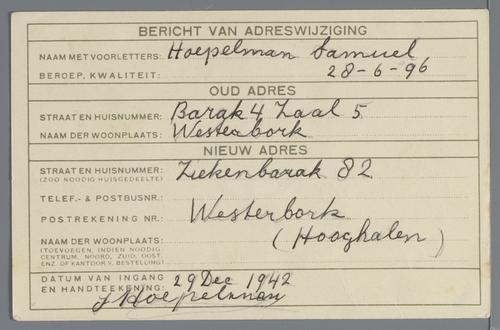 BERICHT VAN ADRESWIJZIGING
NAAM MET VOORLETTERS: Hoepelman Samuel
BEROEP, KWALITEIT: 28-6-96
OUD ADRES
STRAAT EN HUISNUMMER: Barak 4 Zaal 5
NAAM DER WOONPLAATS: Westerbork
NIEUW ADRES
STRAAT EN HUISNUMMER: Ziekenbarak 82
(ZOO NOODIG HUISGEDEELTE)
TELEF.- & POSTBUSNR.:
POSTREKENING NR.: Westerbork
NAAM DER WOONPLAATS: (Hooghalen)
(TOEVOEGEN, INDIEN NOODIG:
CENTRUM, NOORD, ZUID, OOST,
ENZ. OF KANTOOR V. BESTELLING)
DATUM VAN INGANG 29 Dec 1942
EN HANDTEEKENING: Hoepelman